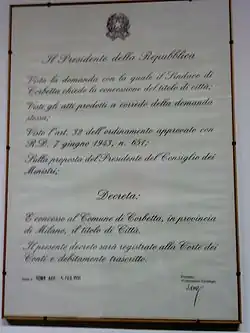 Il Presidente della Repubblica
Vista la domanda con la quale il Sindaco di
Corbetta chiede la concessione del titolo di città;
Visti gli atti prodotti a corredo della domanda
stessa;
Visto l'art. 32 dell'ordinamento approvato con
R.D. 7 giugno 1943, n. 651;
Sulla proposta del Presidente del Consiglio dei
Ministri;
Decreta:
È concesso al Comune di Corbetta, in provincia
di Milano, il titolo di Città.
Il presente decreto sarà registrato alla Corte dei
Conti e debitamente trascritto.
ROMA